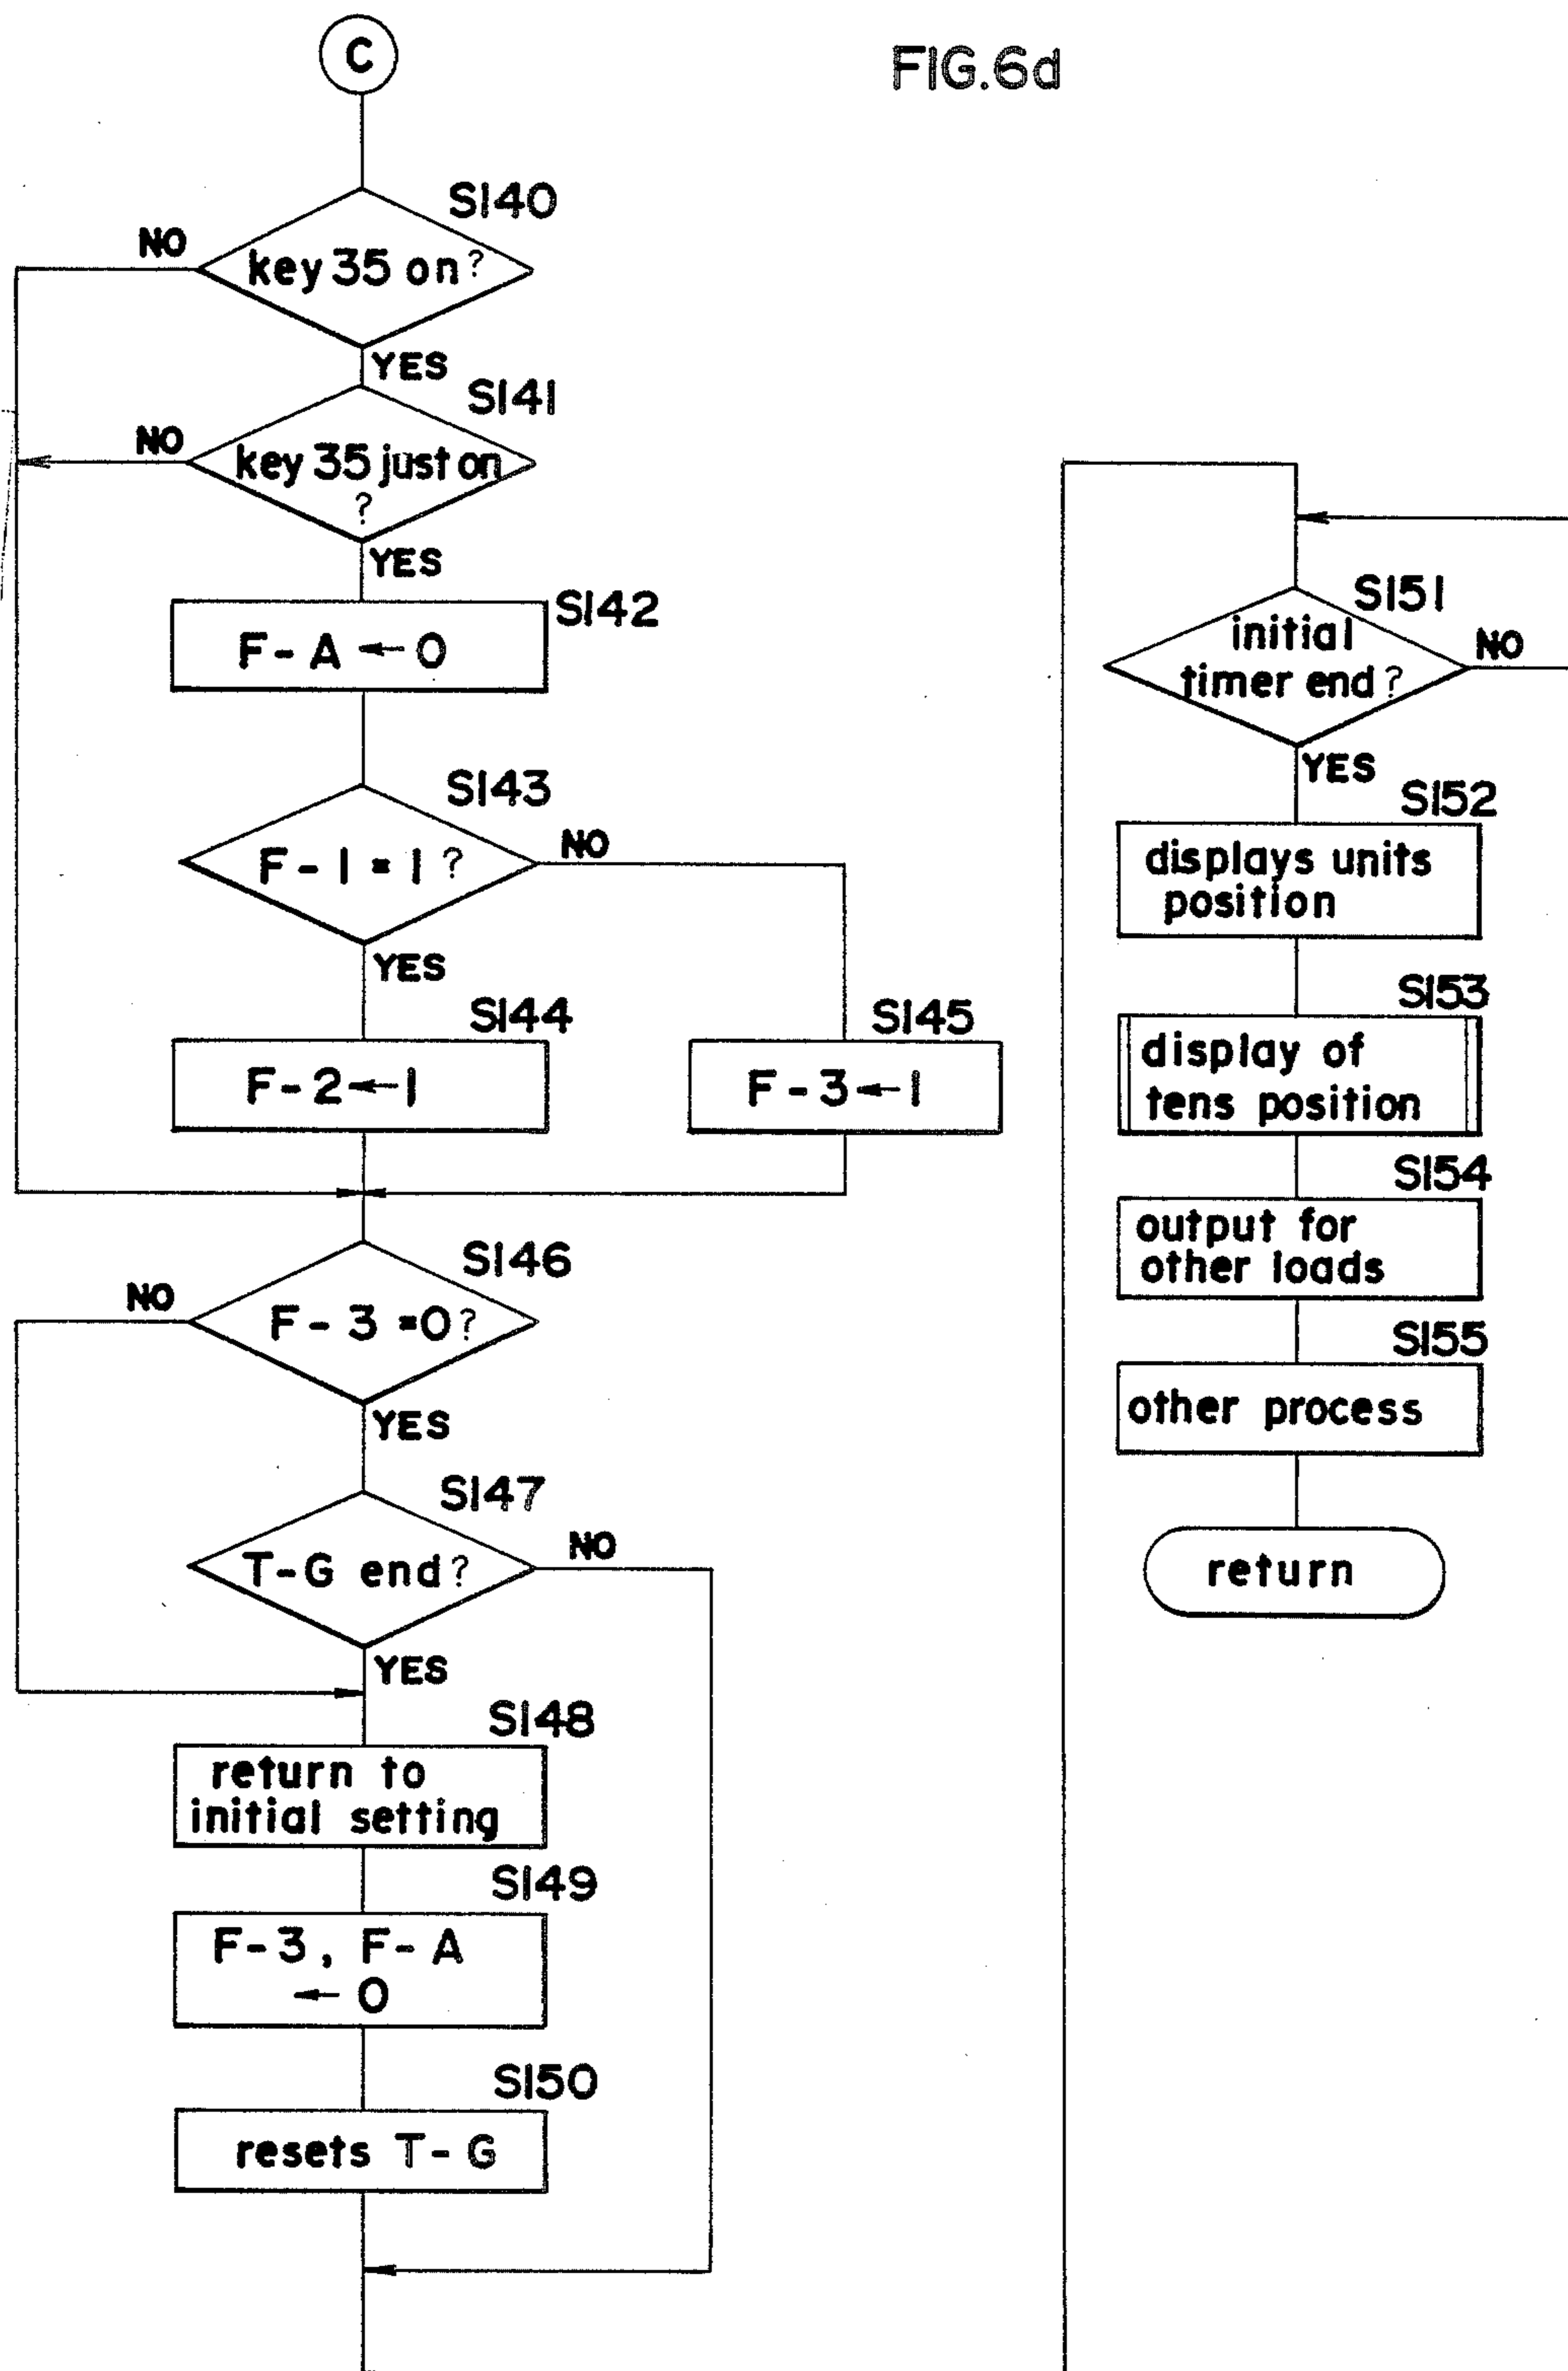 FIG.6d
C
S140
NO
key 35 on?
YES
S141
NO
key 35 just on
?
YES
S142
F-A ← 0
S143
F-1 = 1 ?
NO
YES
S144
F-2 ← 1
S145
F-3 ← 1
S146
NO
F-3 = 0?
YES
S147
T-G end?
NO
YES
S148
return to
initial setting
S149
F-3, F-A
← 0
S150
resets T-G
S151
initial
timer end?
NO
YES
S152
displays units
position
S153
display of
tens position
S154
output for
other loads
S155
other process
return